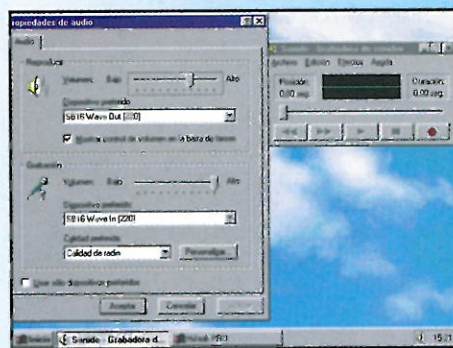 ropiedades de audio
Audio
Reproducir
Volumen: Bajo Alto
Dispositivo preferido:
SB16 Wave Out [220]
Mostrar control de volumen en la barra de tareas
Grabación
Volumen: Bajo Alto
Dispositivo preferido:
SB16 Wave In [220]
Calidad preferida:
Calidad de radio Personalizar...
Usar sólo dispositivos preferidos
Aceptar Cancelar
Sonido - Grabadora de sonidos
Archivo Edición Efectos Ayuda
Posición: Duración:
0,00 seg. 0,00 seg.
Inicio Sonido - Grabadora d... 15:21